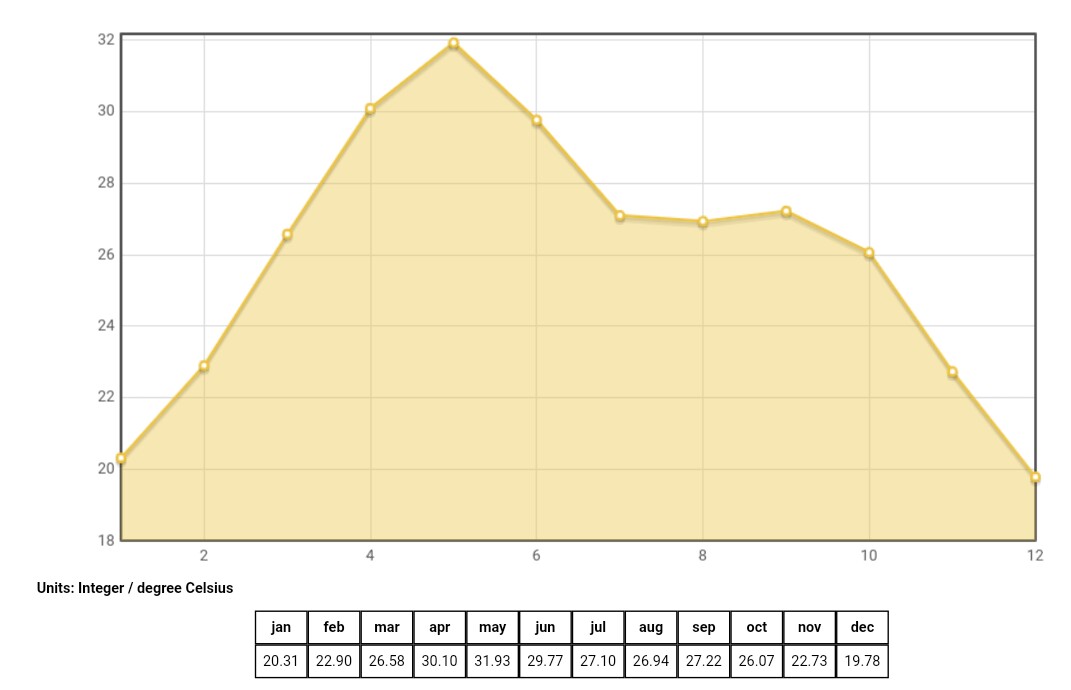 32
30
28
26
24
22
20
18
2 4 6 8 10 12
Units: Integer / degree Celsius
jan feb mar apr may jun jul aug sep oct nov dec
20.31 22.90 26.58 30.10 31.93 29.77 27.10 26.94 27.22 26.07 22.73 19.78